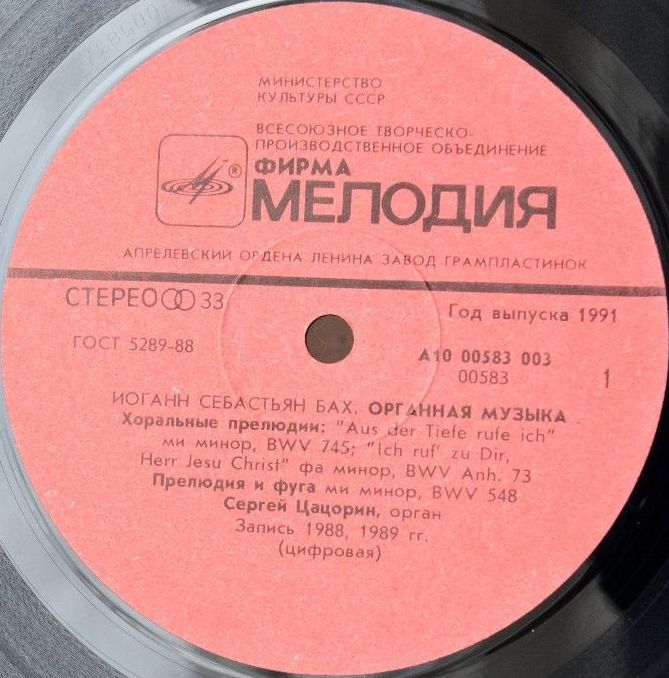 МИНИСТЕРСТВО
КУЛЬТУРЫ СССР
ВСЕСОЮЗНОЕ ТВОРЧЕСКО-
ПРОИЗВОДСТВЕННОЕ ОБЪЕДИНЕНИЕ
ФИРМА
®
МЕЛОДИЯ
АПРЕЛЕВСКИЙ ОРДЕНА ЛЕНИНА ЗАВОД ГРАМПЛАСТИНОК
СТЕРЕО 33
Год выпуска 1991
ГОСТ 5289-88
А10 00583 003
00583
1
ИОГАНН СЕБАСТЬЯН БАХ. ОРГАННАЯ МУЗЫКА
Хоральные прелюдии: "Aus der Tiefe rufe ich"
ми минор, BWV 745; "Ich ruf' zu Dir,
Herr Jesu Christ" фа минор, BWV Anh. 73
Прелюдия и фуга ми минор, BWV 548
Сергей Цацорин, орган
Запись 1988, 1989 гг.
(цифровая)